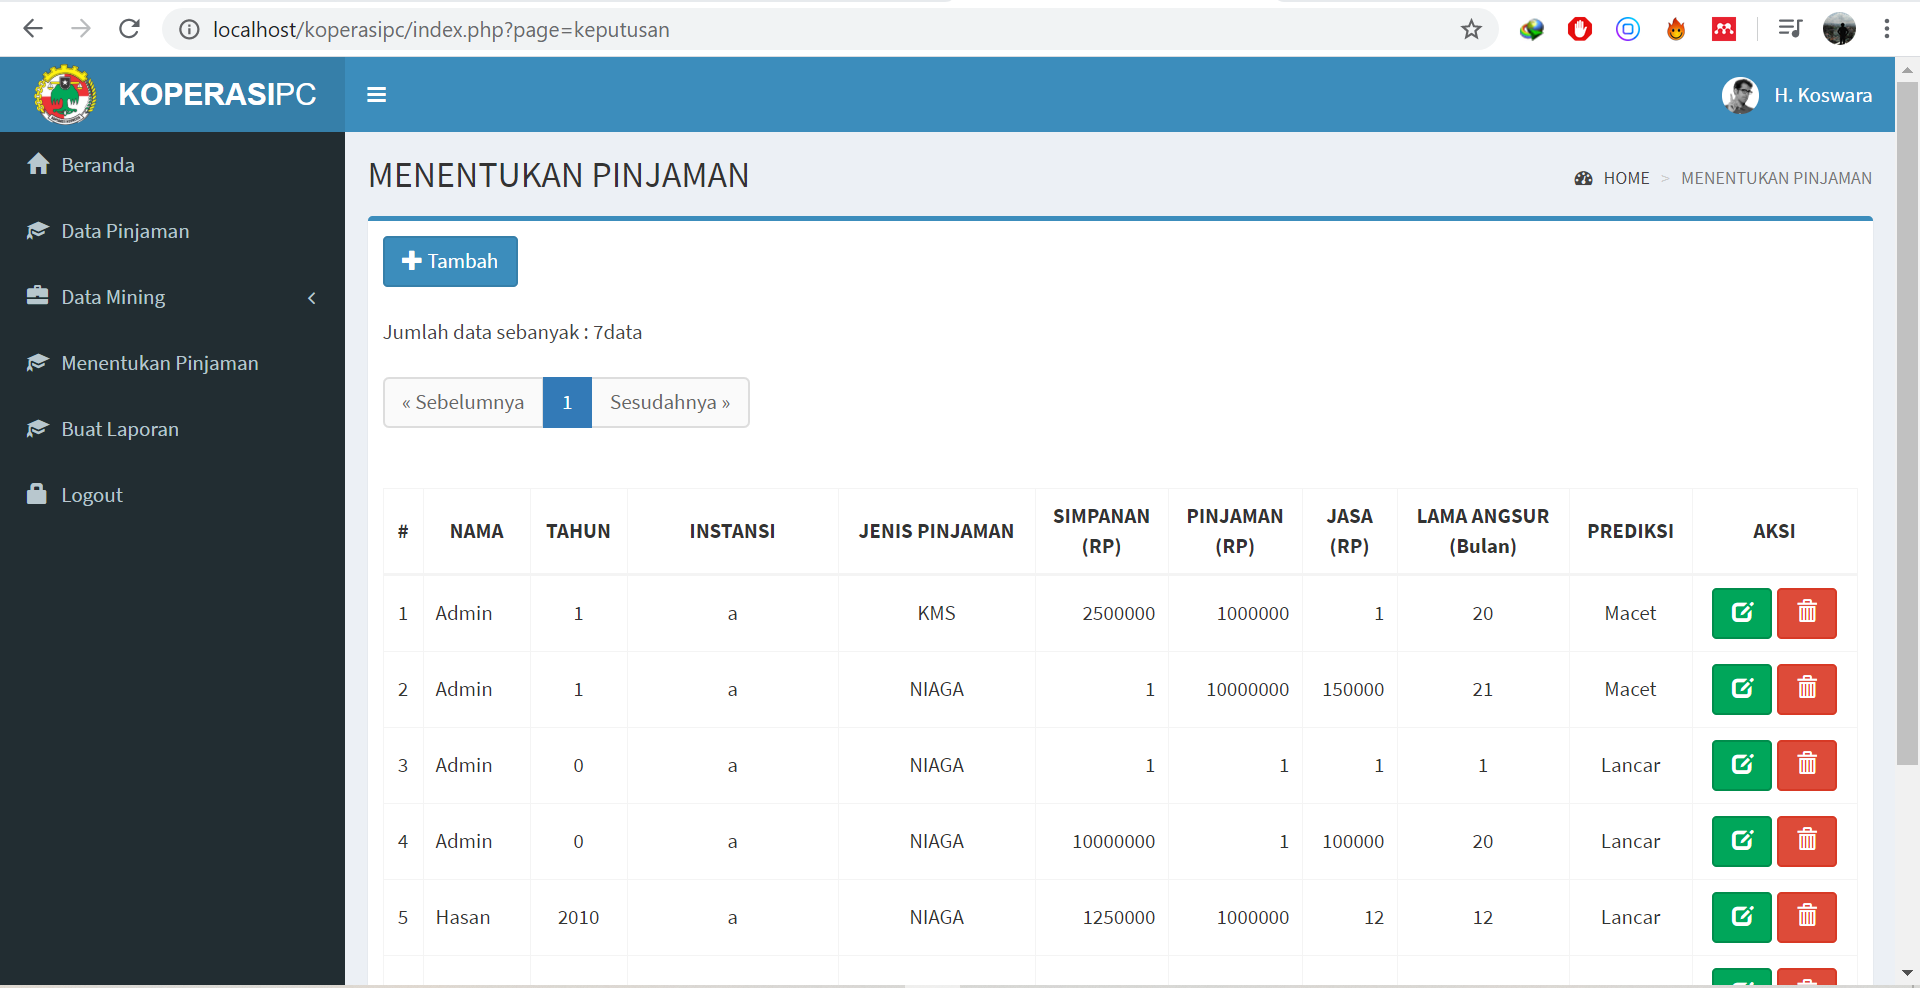 localhost/koperasipc/index.php?page=keputusan
KOPERASIPC
H. Koswara
Beranda
Data Pinjaman
Data Mining
Menentukan Pinjaman
Buat Laporan
Logout
MENENTUKAN PINJAMAN
HOME > MENENTUKAN PINJAMAN
Tambah
Jumlah data sebanyak : 7data
« Sebelumnya 1 Sesudahnya »
# NAMA TAHUN INSTANSI JENIS PINJAMAN SIMPANAN (RP) PINJAMAN (RP) JASA (RP) LAMA ANGSUR (Bulan) PREDIKSI AKSI
1 Admin 1 a KMS 2500000 1000000 1 20 Macet
2 Admin 1 a NIAGA 1 10000000 150000 21 Macet
3 Admin 0 a NIAGA 1 1 1 1 Lancar
4 Admin 0 a NIAGA 10000000 1 100000 20 Lancar
5 Hasan 2010 a NIAGA 1250000 1000000 12 12 Lancar